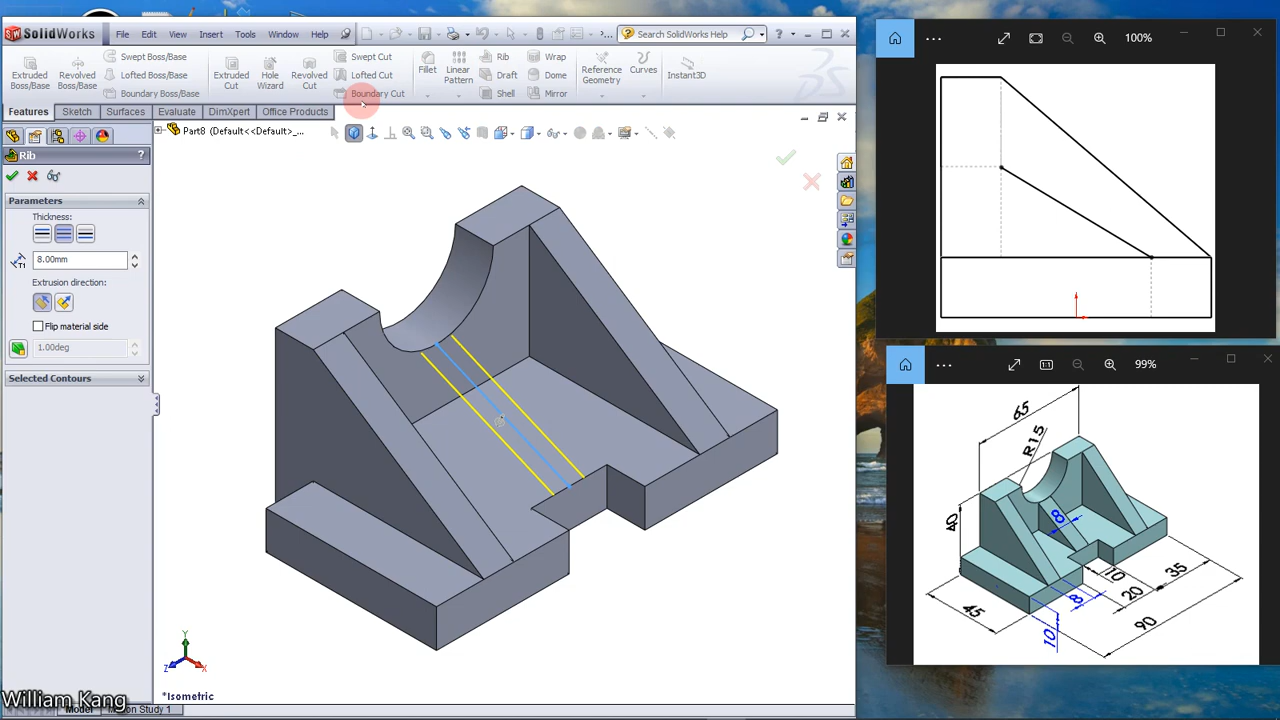 SolidWorks File Edit View Insert Tools Window Help ... Search SolidWorks Help
Extruded Boss/Base
Revolved Boss/Base
Swept Boss/Base
Lofted Boss/Base
Boundary Boss/Base
Extruded Cut
Hole Wizard
Revolved Cut
Swept Cut
Lofted Cut
Boundary Cut
Fillet
Linear Pattern
Rib
Draft
Shell
Wrap
Dome
Mirror
Reference Geometry
Curves
Instant3D
Features Sketch Surfaces Evaluate DimXpert Office Products
Part8 (Default<<Default>_...
Rib ?
Parameters
Thickness:
T1
8.00mm
Extrusion direction:
Flip material side
1.00deg
Selected Contours
Y
Z
X
*Isometric
William Kang
Model Motion Study 1
... 100%
... 1:1 99%
65
R15
40
8
10
35
20
8
45
90
10